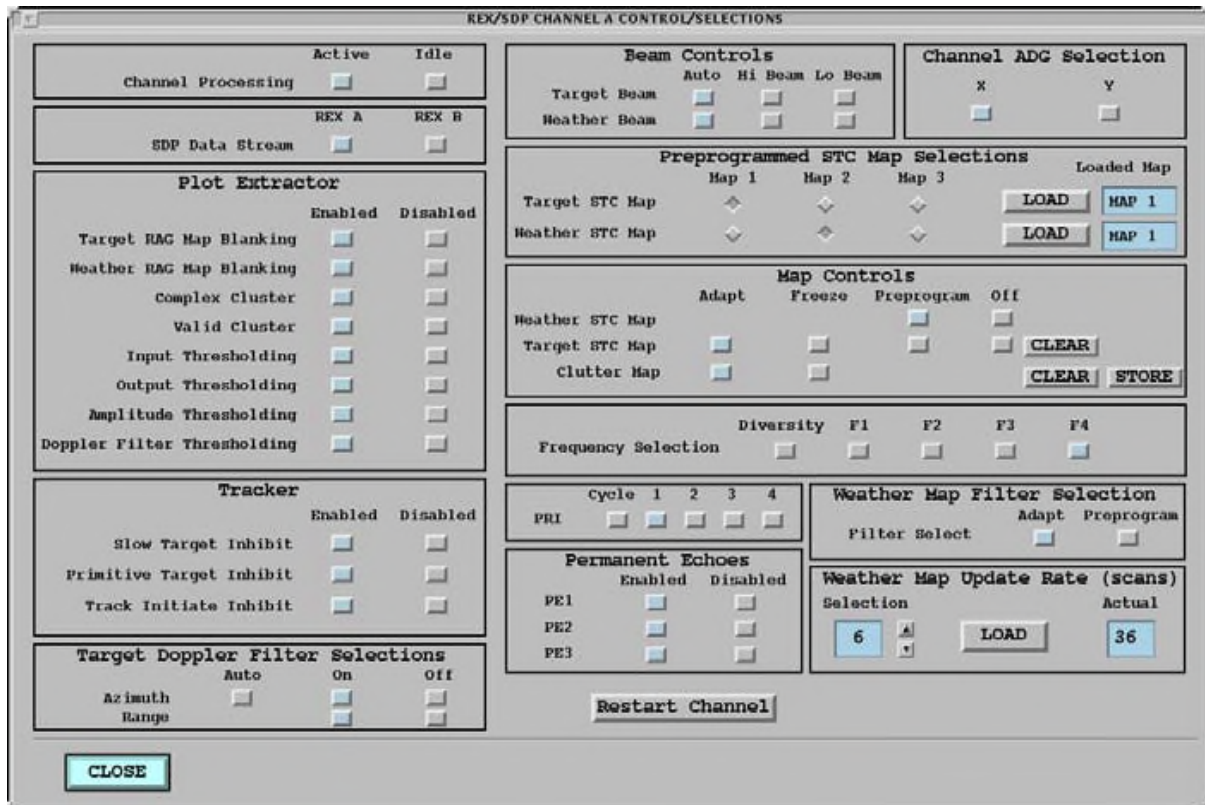 REX/SDP CHANNEL A CONTROL/SELECTIONS
Active Idle
Channel Processing
REX A REX B
SDP Data Stream
Plot Extractor
Enabled Disabled
Target RAG Map Blanking
Weather RAG Map Blanking
Complex Cluster
Valid Cluster
Input Thresholding
Output Thresholding
Amplitude Thresholding
Doppler Filter Thresholding
Tracker
Enabled Disabled
Slow Target Inhibit
Primitive Target Inhibit
Track Initiate Inhibit
Target Doppler Filter Selections
Auto On Off
Azimuth
Range
Beam Controls
Auto Hi Beam Lo Beam
Target Beam
Weather Beam
Channel ADG Selection
X Y
Preprogrammed STC Map Selections
Map 1 Map 2 Map 3 Loaded Map
Target STC Map LOAD MAP 1
Weather STC Map LOAD MAP 1
Map Controls
Adapt Freeze Preprogram Off
Weather STC Map
Target STC Map CLEAR
Clutter Map CLEAR STORE
Diversity F1 F2 F3 F4
Frequency Selection
Cycle 1 2 3 4
PRI
Weather Map Filter Selection
Adapt Preprogram
Filter Select
Permanent Echoes
Enabled Disabled
PE1
PE2
PE3
Weather Map Update Rate (scans)
Selection Actual
6 LOAD 36
Restart Channel
CLOSE